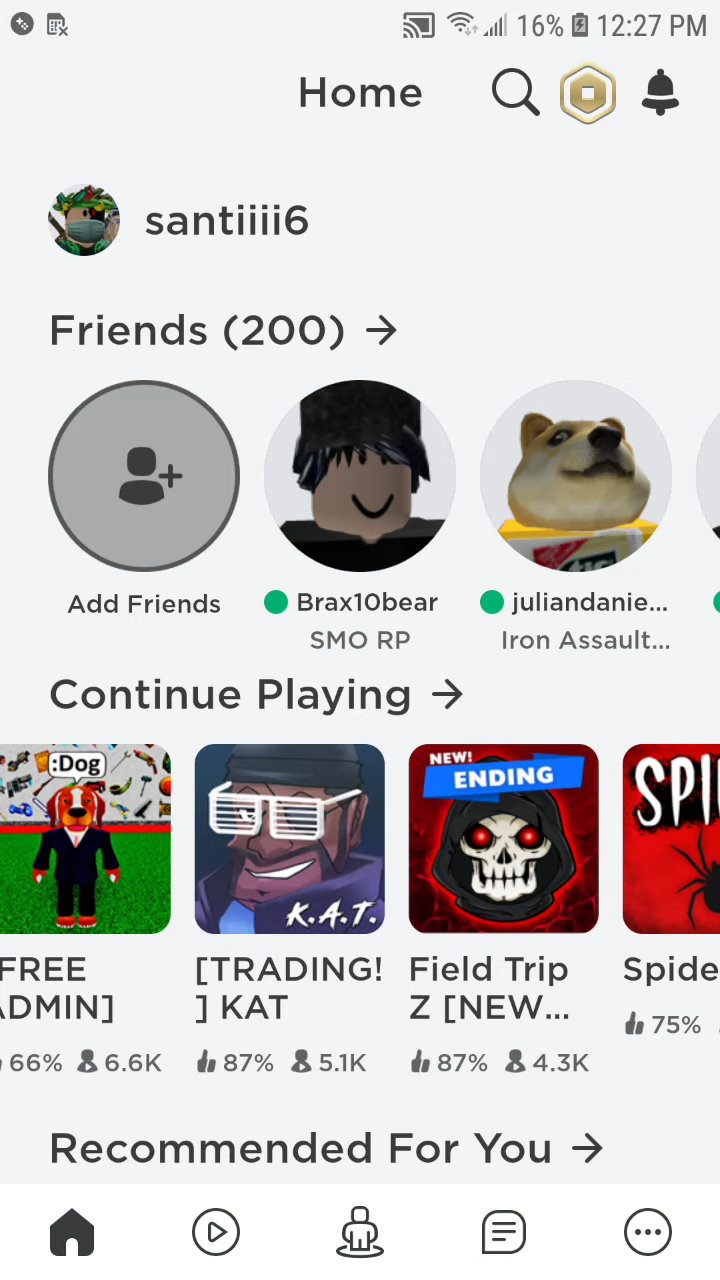 16% 12:27 PM
Home
santiiii6
Friends (200)
Add Friends
Brax10bear
juliandanie...
SMO RP
Iron Assault...
Continue Playing
:Dog
K.A.T.
NEW!
ENDING
SPI
FREE
ADMIN]
66% 6.6K
[TRADING!
] KAT
87% 5.1K
Field Trip
Z [NEW...
87% 4.3K
Spide
75%
Recommended For You